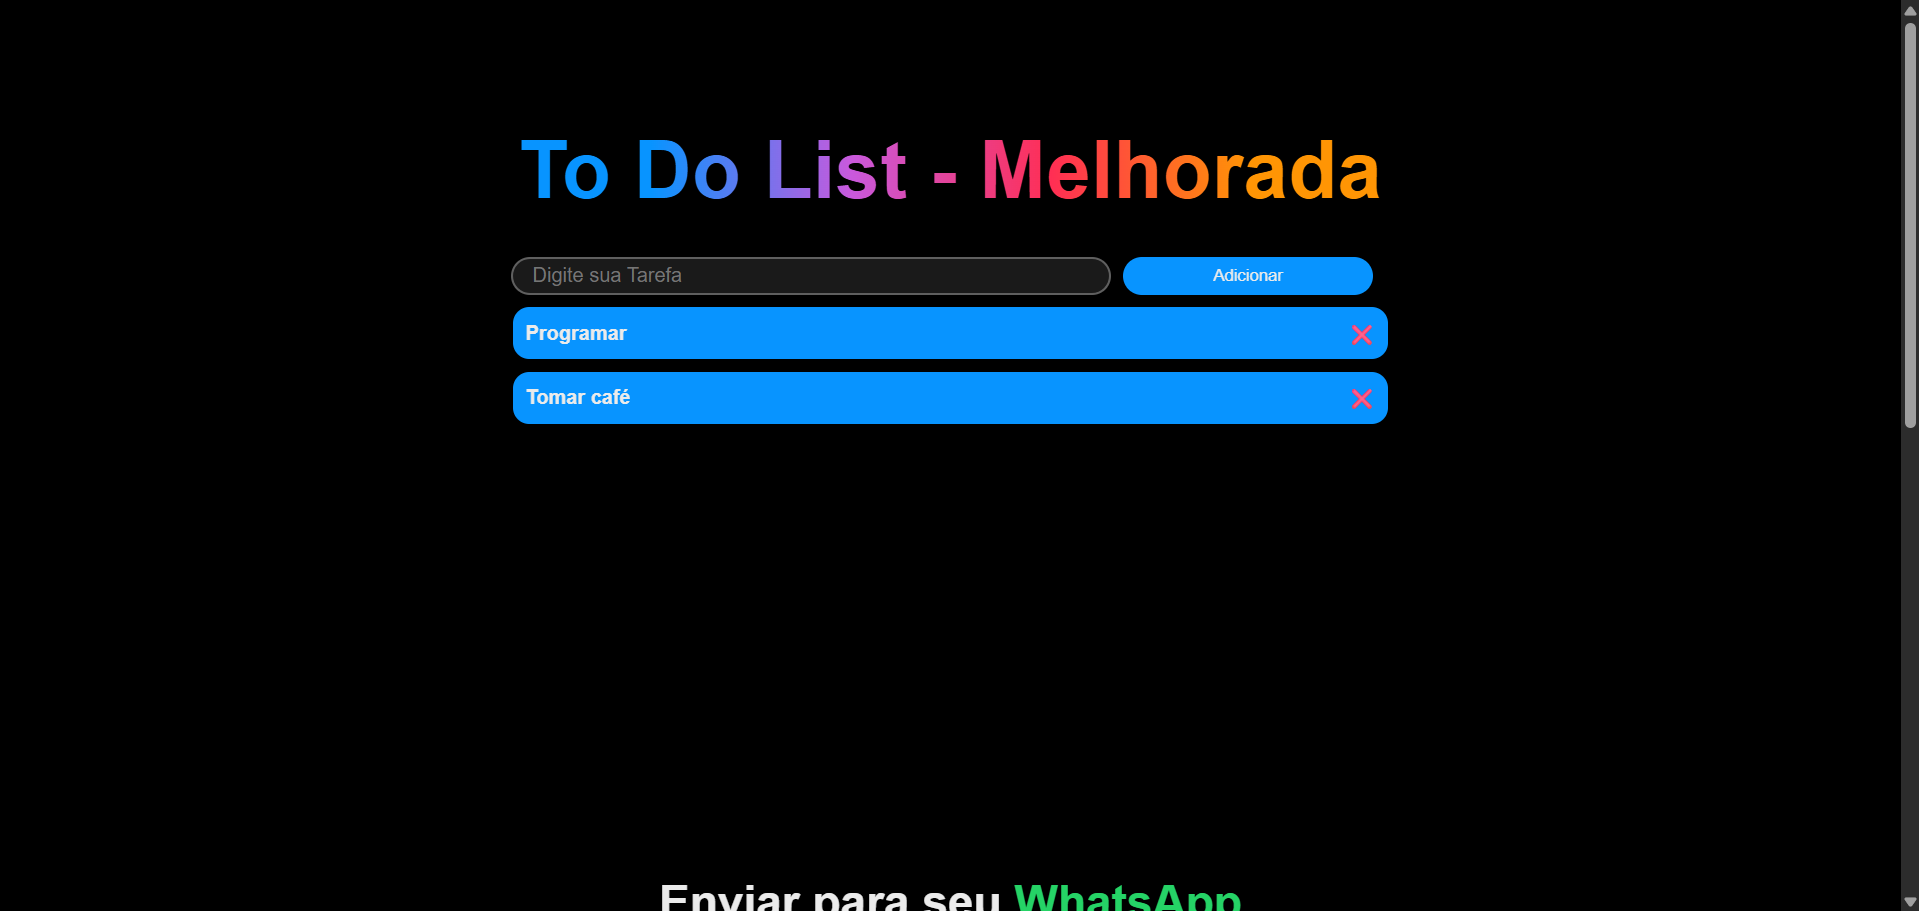 To Do List - Melhorada
Digite sua Tarefa
Adicionar
Programar
Tomar café
Enviar para seu WhatsApp